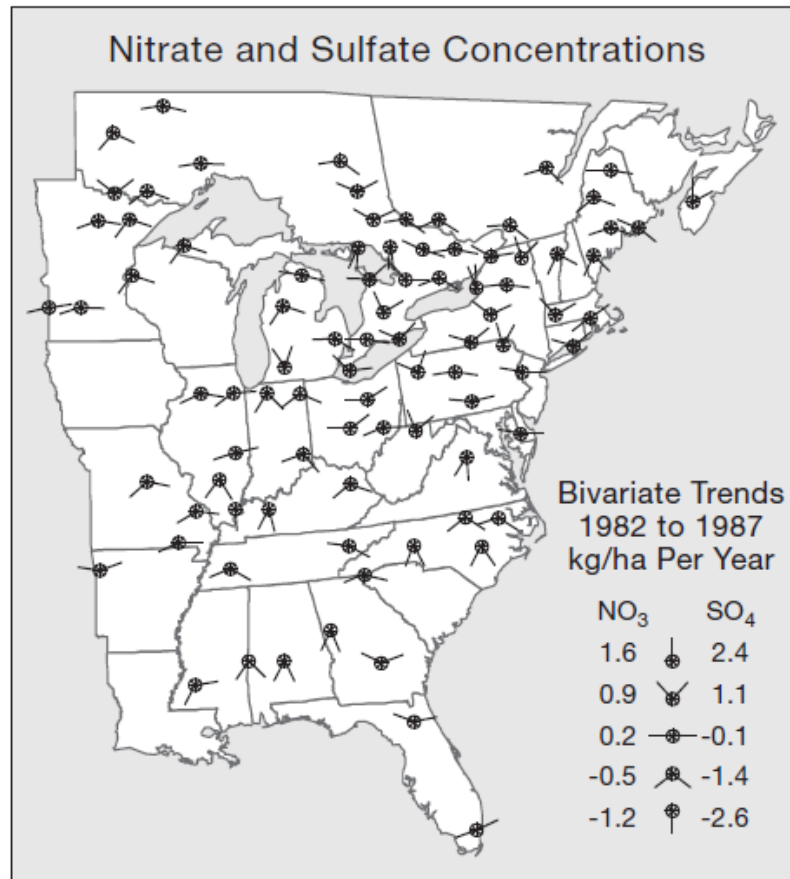 Nitrate and Sulfate Concentrations
Bivariate Trends
1982 to 1987
kg/ha Per Year
NO₃ SO₄
1.6 2.4
0.9 1.1
0.2 -0.1
-0.5 -1.4
-1.2 -2.6